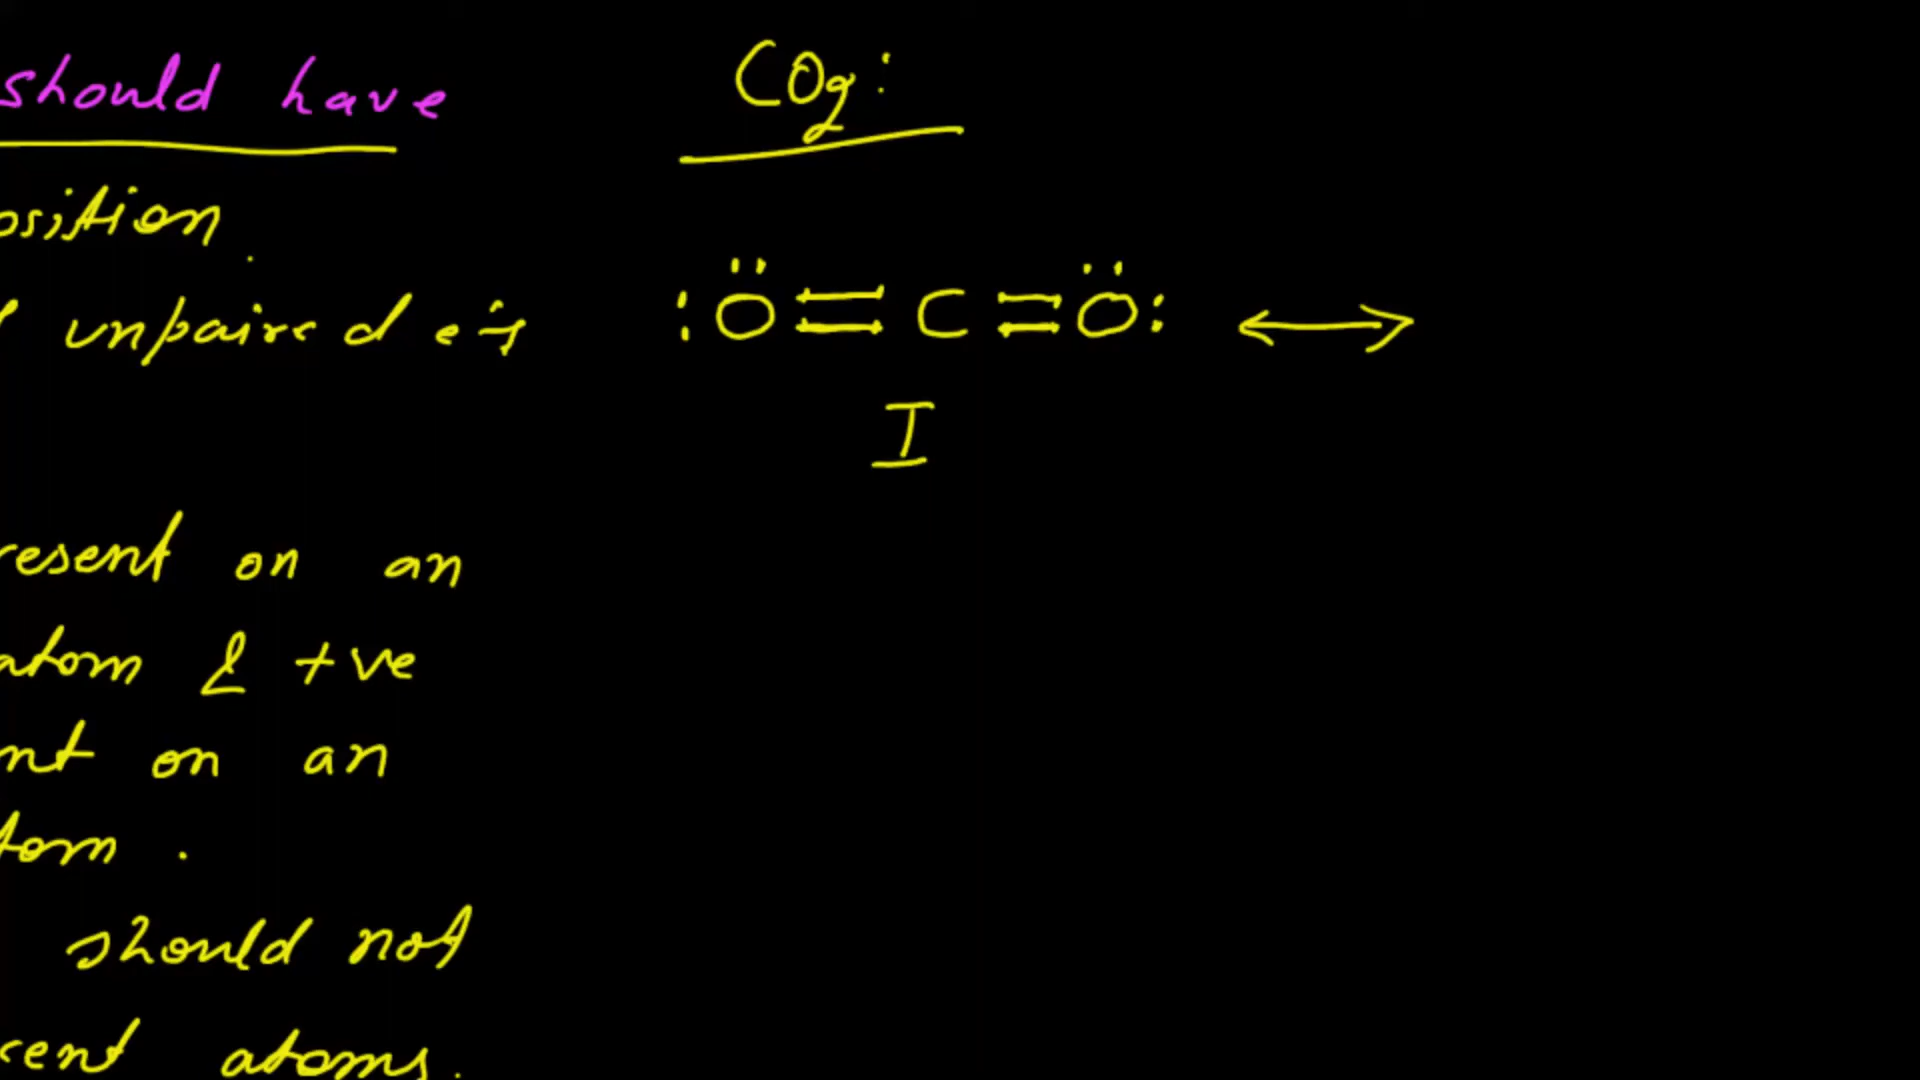 should have
osition.
unpaired e's
resent on an
atom & +ve
nt on an
tom.
should not
cent atoms.
CO2:
:Ö=C=Ö: ↔
I